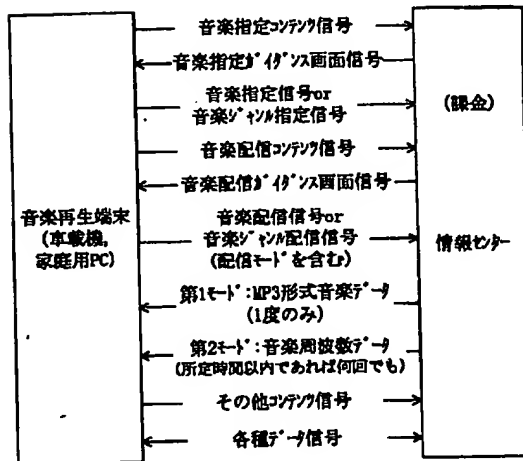 音楽指定コンテンツ信号
音楽指定ガイダンス画面信号
音楽指定信号or
音楽ジャンル指定信号
(課金)
音楽配信コンテンツ信号
音楽配信ガイダンス画面信号
音楽再生端末
(車載機,
家庭用PC)
音楽配信信号or
音楽ジャンル配信信号
(配信モードを含む)
情報センター
第1モード:MP3形式音楽データ
(1度のみ)
第2モード:音楽周波数データ
(所定時間以内であれば何回でも)
その他コンテンツ信号
各種データ信号